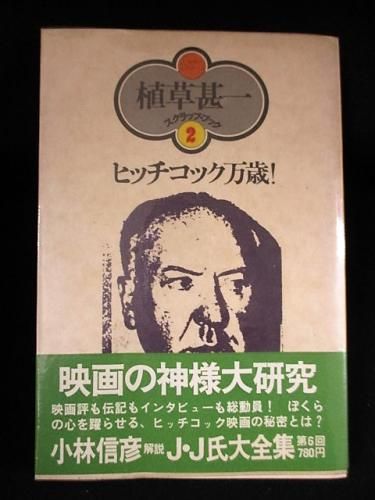 植草甚一
スクラップ・ブック
2
ヒッチコック万歳!
映画の神様大研究
映画評も伝記もインタビューも総動員! ぼくら
の心を躍らせる、ヒッチコック映画の秘密とは?
小林信彦 解説 J・J氏大全集 第6回 780円